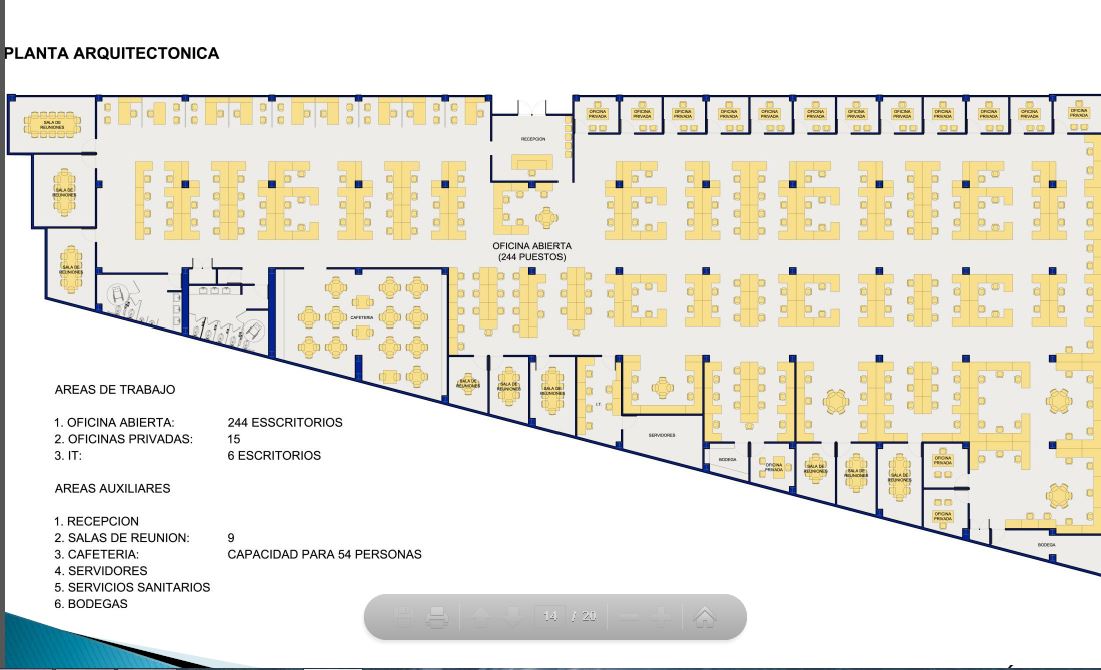 PLANTA ARQUITECTONICA
SALA DE
REUNIONES
SALA DE
REUNIONES
SALA DE
REUNIONES
RECEPCION
OFICINA
PRIVADA
OFICINA
PRIVADA
OFICINA
PRIVADA
OFICINA
PRIVADA
OFICINA
PRIVADA
OFICINA
PRIVADA
OFICINA
PRIVADA
OFICINA
PRIVADA
OFICINA
PRIVADA
OFICINA
PRIVADA
OFICINA
PRIVADA
OFICINA
PRIVADA
OFICINA ABIERTA
(244 PUESTOS)
CAFETERIA
SALA DE
REUNIONES
SALA DE
REUNIONES
SALA DE
REUNIONES
I.T.
SERVIDORES
BODEGA
OFICINA
PRIVADA
SALA DE
REUNIONES
SALA DE
REUNIONES
SALA DE
REUNIONES
OFICINA
PRIVADA
OFICINA
PRIVADA
BODEGA
AREAS DE TRABAJO
1. OFICINA ABIERTA: 244 ESSCRITORIOS
2. OFICINAS PRIVADAS: 15
3. IT: 6 ESCRITORIOS
AREAS AUXILIARES
1. RECEPCION
2. SALAS DE REUNION: 9
3. CAFETERIA: CAPACIDAD PARA 54 PERSONAS
4. SERVIDORES
5. SERVICIOS SANITARIOS
6. BODEGAS
14 / 20